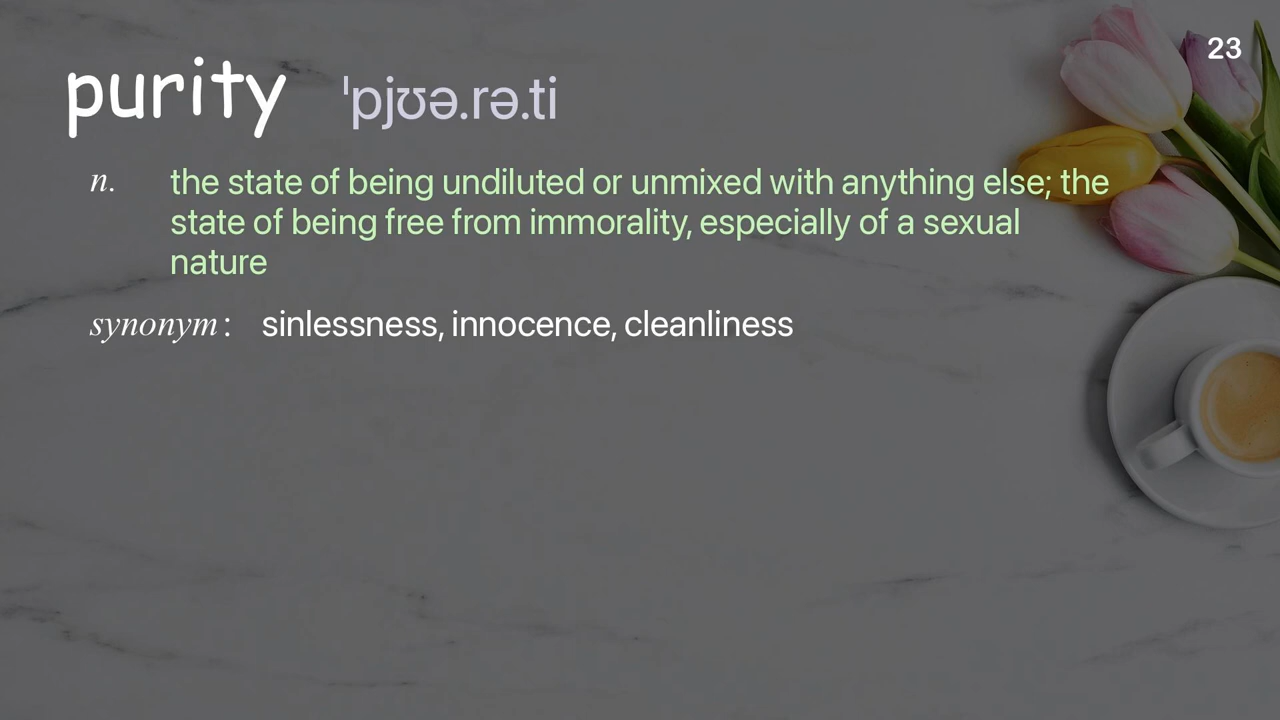 23
purity ˈpjʊə.rə.ti
n. the state of being undiluted or unmixed with anything else; the
state of being free from immorality, especially of a sexual
nature
synonym : sinlessness, innocence, cleanliness